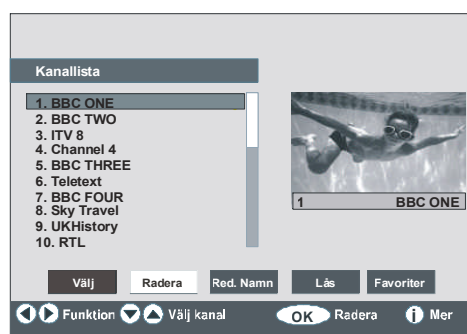 Kanallista
1. BBC ONE
2. BBC TWO
3. ITV 8
4. Channel 4
5. BBC THREE
6. Teletext
7. BBC FOUR
8. Sky Travel
9. UKHistory
10. RTL
1 BBC ONE
Välj Radera Red. Namn Lås Favoriter
Funktion Välj kanal OK Radera i Mer